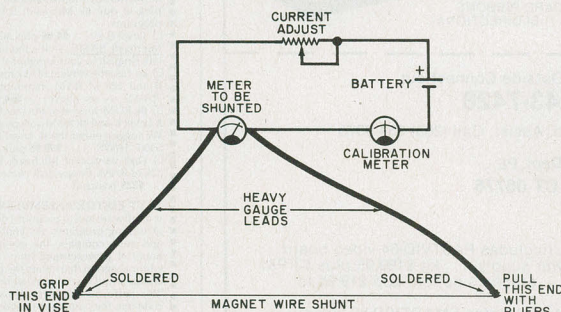 CURRENT
ADJUST
METER
TO BE
SHUNTED
BATTERY
+
CALIBRATION
METER
HEAVY
GAUGE
LEADS
SOLDERED
SOLDERED
GRIP
THIS END
IN VISE
MAGNET WIRE SHUNT
PULL
THIS END
WITH
PLIERS